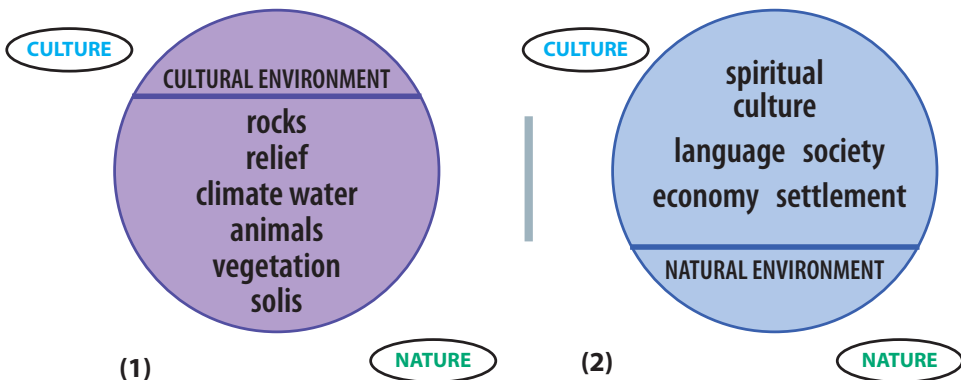 CULTURE
CULTURAL ENVIRONMENT
rocks
relief
climate water
animals
vegetation
solis
(1)
NATURE
CULTURE
spiritual
culture
language society
economy settlement
NATURAL ENVIRONMENT
(2)
NATURE